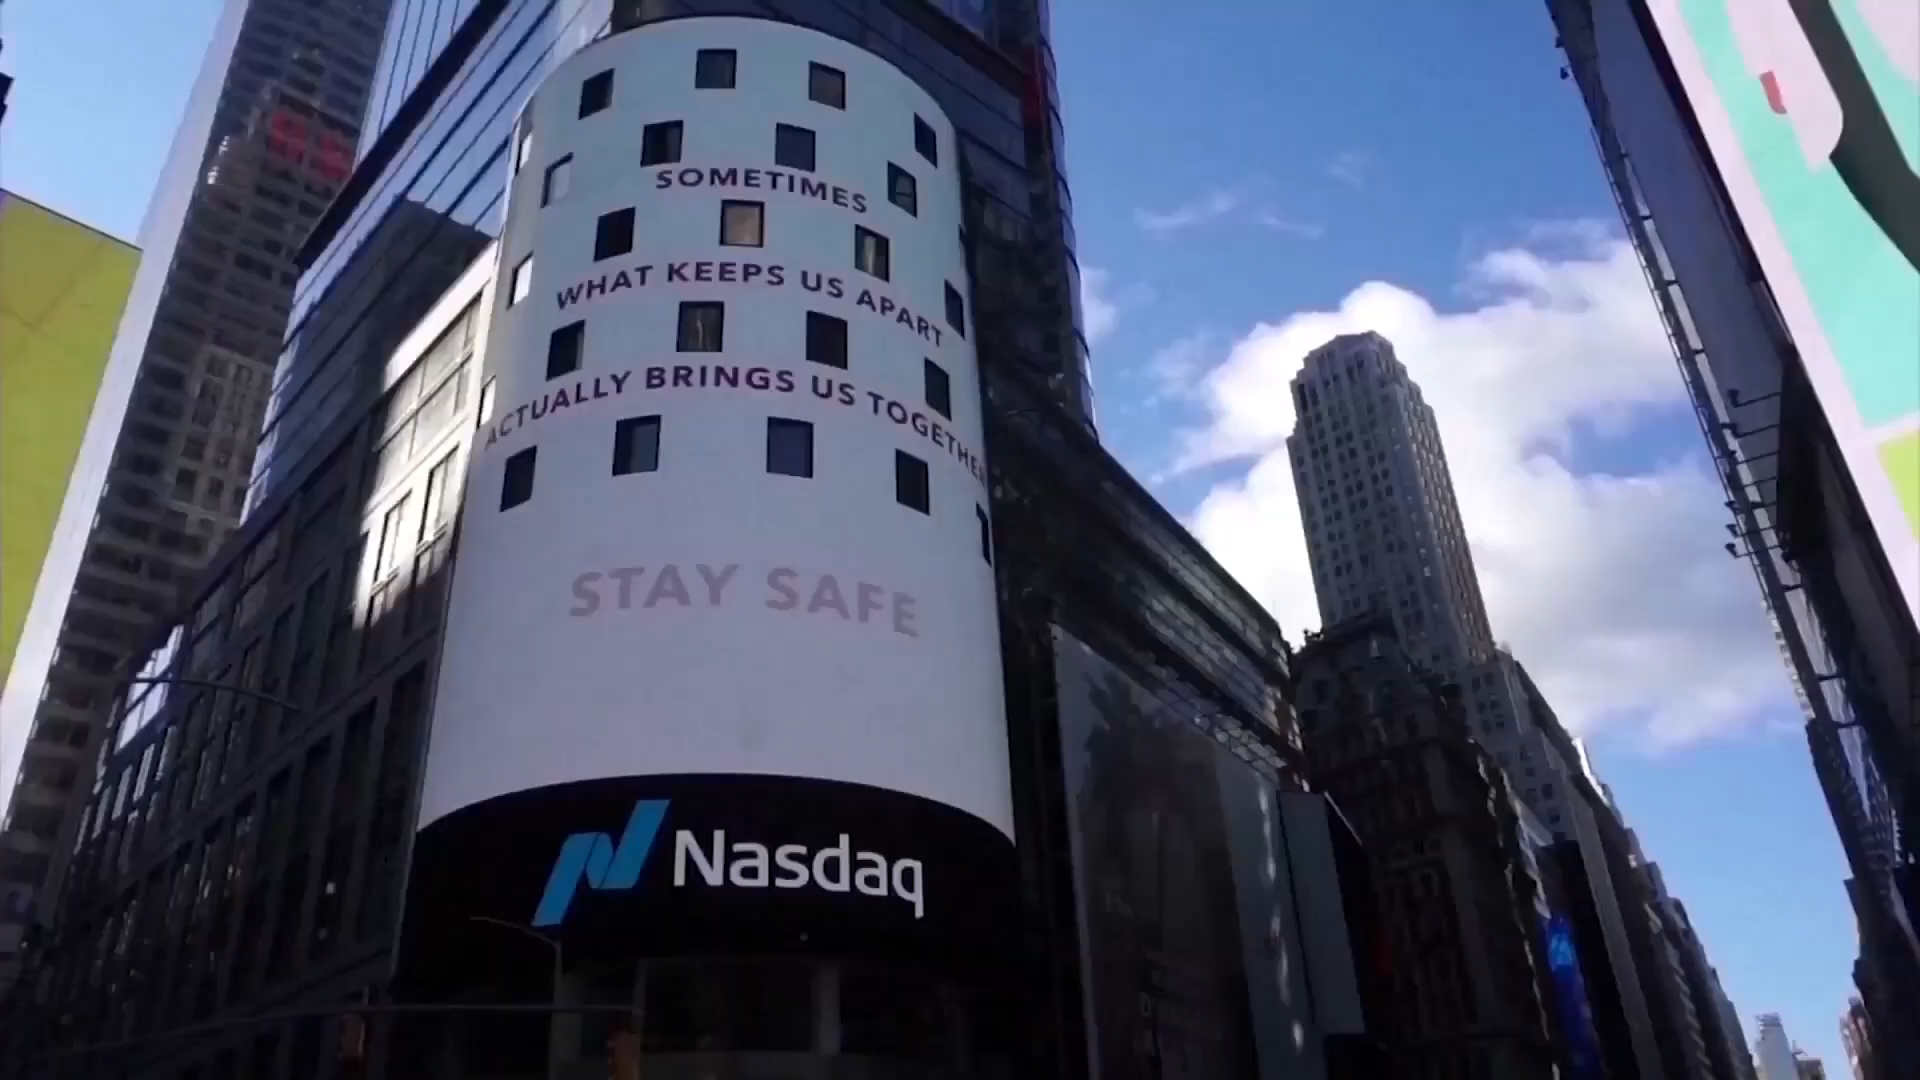 SOMETIMES
WHAT KEEPS US APART
ACTUALLY BRINGS US TOGETHER
STAY SAFE
Nasdaq